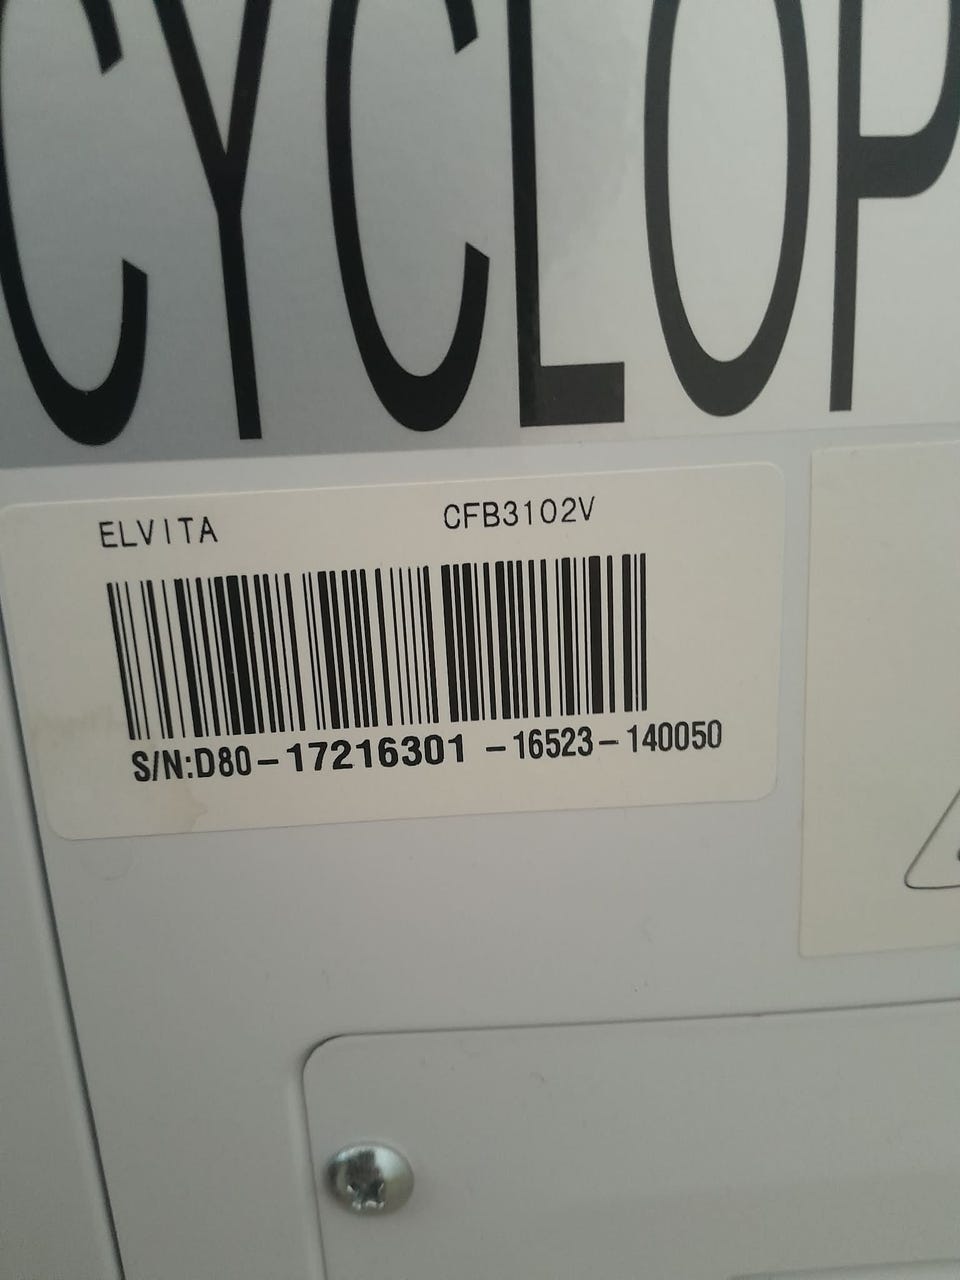 CYCLOP
ELVITA CFB3102V
S/N:D80-17216301 -16523-140050